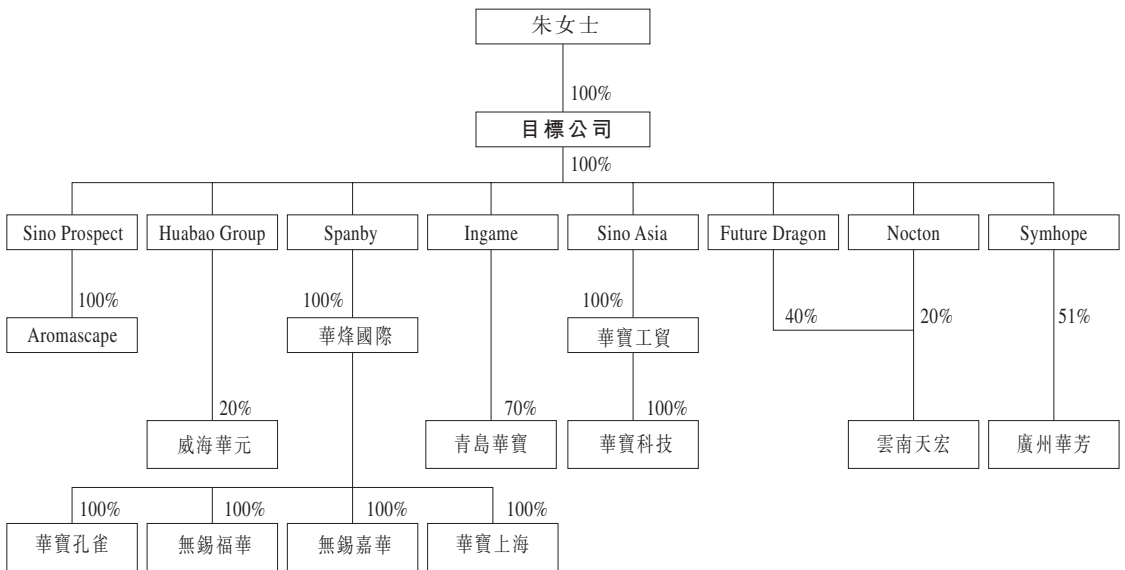 朱女士
100%
目標公司
100%
Sino Prospect
Huabao Group
Spanby
Ingame
Sino Asia
Future Dragon
Nocton
Symhope
100%
100%
100%
40%
20%
51%
Aromascape
華烽國際
華寶工貿
20%
70%
100%
威海華元
青島華寶
華寶科技
雲南天宏
廣州華芳
100%
100%
100%
100%
華寶孔雀
無錫福華
無錫嘉華
華寶上海